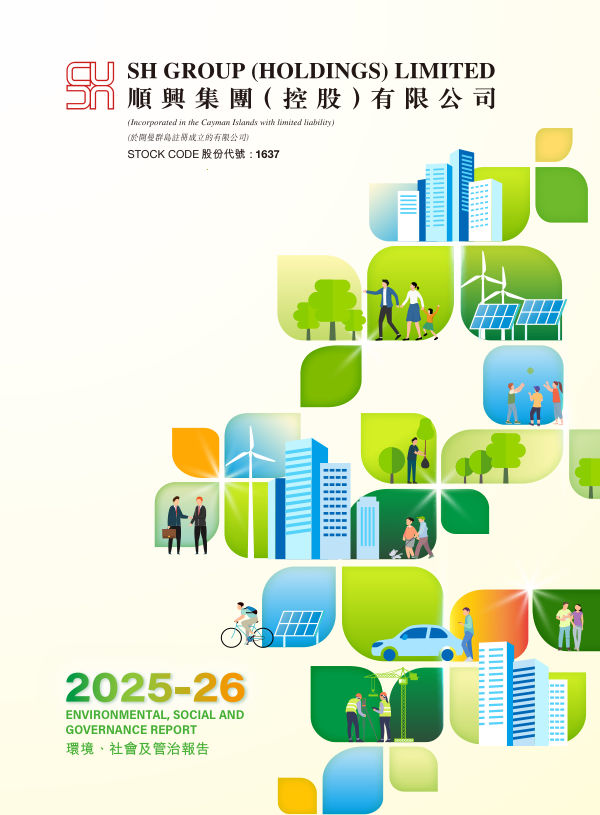 SH GROUP (HOLDINGS) LIMITED
順興集團(控股)有限公司
(Incorporated in the Cayman Islands with limited liability)
(於開曼群島註冊成立的有限公司)
STOCK CODE 股份代號 : 1637
2025-26
ENVIRONMENTAL, SOCIAL AND
GOVERNANCE REPORT
環境、社會及管治報告